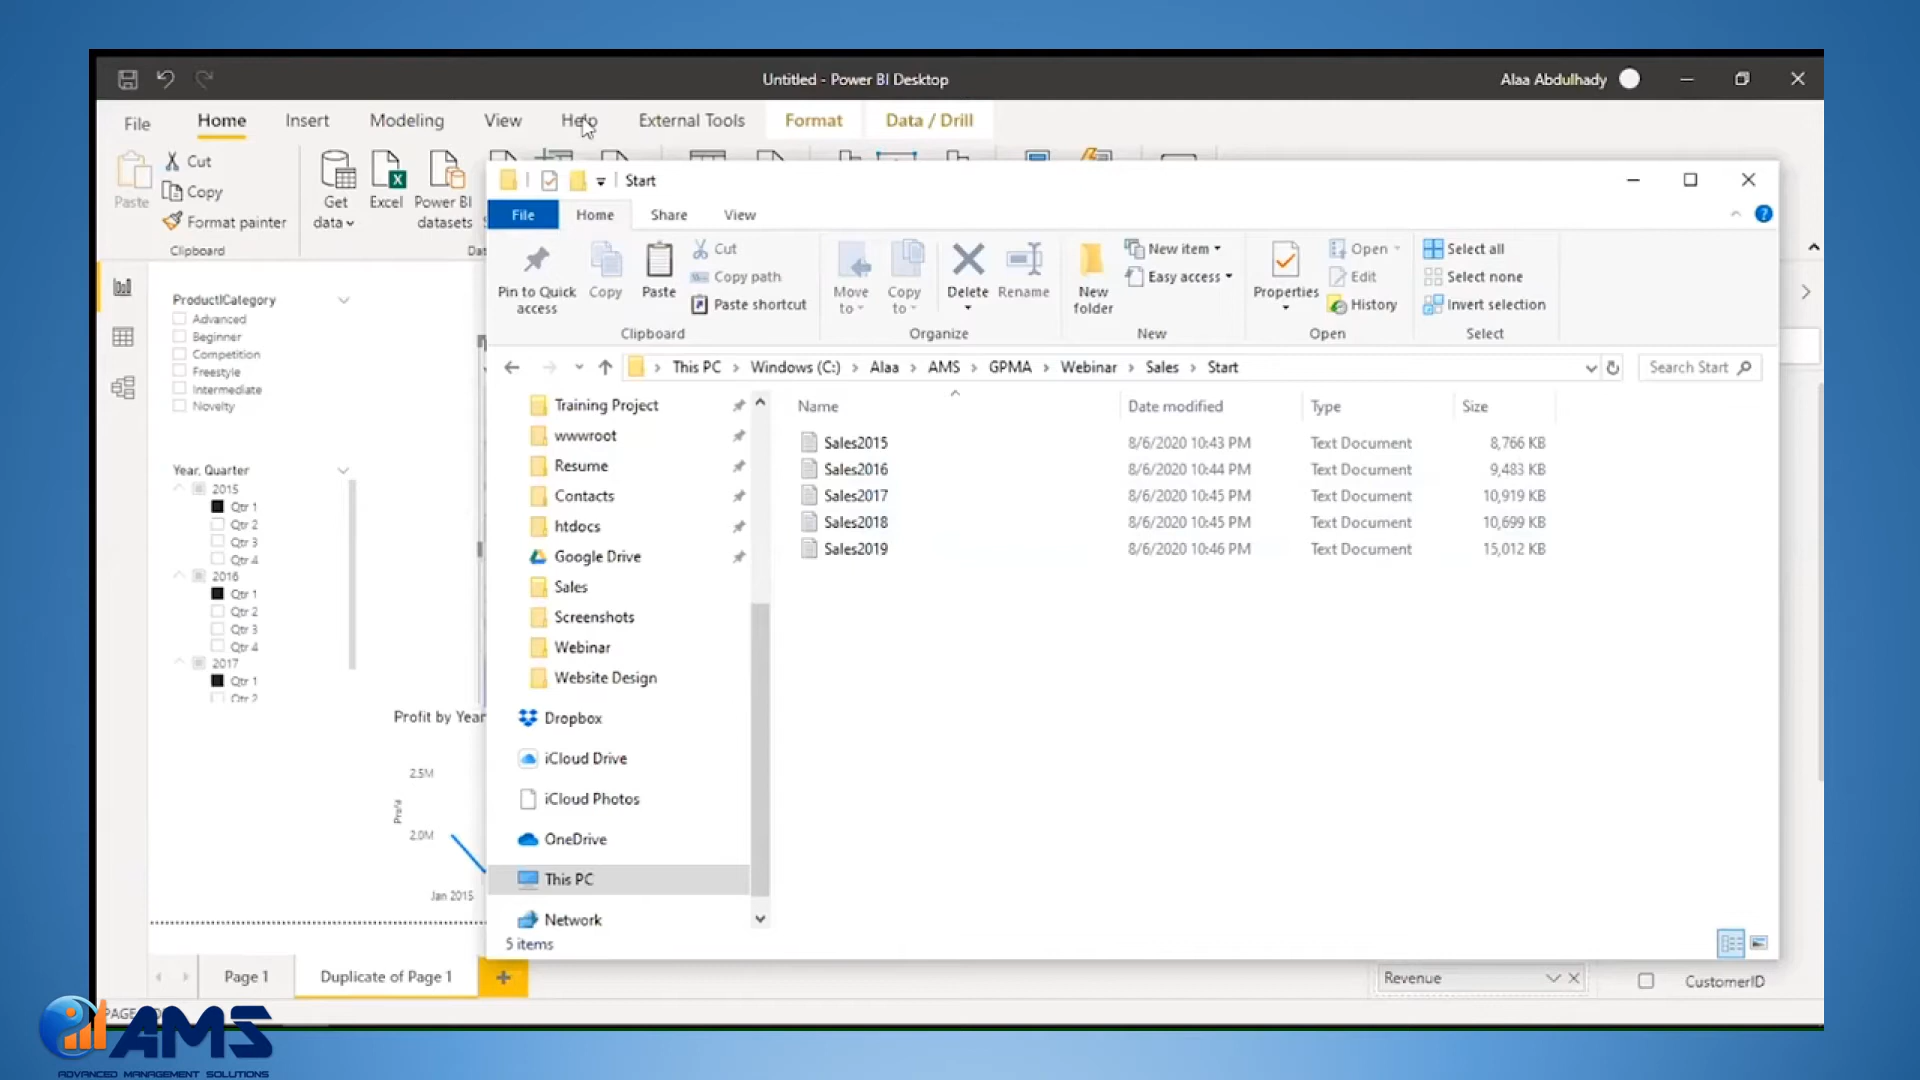 Untitled - Power BI Desktop
Alaa Abdulhady
File Home Insert Modeling View Help External Tools Format Data / Drill
Paste
Cut
Copy
Format painter
Clipboard
Get data
Excel
Power BI datasets
Start
File Home Share View
Pin to Quick access
Copy
Paste
Cut
Copy path
Paste shortcut
Clipboard
Move to
Copy to
Delete
Rename
Organize
New folder
New item
Easy access
New
Properties
Open
Edit
History
Open
Select all
Select none
Invert selection
Select
This PC > Windows (C:) > Alaa > AMS > GPMA > Webinar > Sales > Start
Search Start
Training Project
wwwroot
Resume
Contacts
htdocs
Google Drive
Sales
Screenshots
Webinar
Website Design
Dropbox
iCloud Drive
iCloud Photos
OneDrive
This PC
Network
5 items
Name Date modified Type Size
Sales2015 8/6/2020 10:43 PM Text Document 8,766 KB
Sales2016 8/6/2020 10:44 PM Text Document 9,483 KB
Sales2017 8/6/2020 10:45 PM Text Document 10,919 KB
Sales2018 8/6/2020 10:45 PM Text Document 10,699 KB
Sales2019 8/6/2020 10:46 PM Text Document 15,012 KB
Advanced
Beginner
Competition
Freestyle
Intermediate
Novelty
Year, Quarter
2015
Qtr 1
Qtr 2
Qtr 3
Qtr 4
2016
Qtr 1
Qtr 2
Qtr 3
Qtr 4
2017
Qtr 1
Qtr 2
Profit by Year
2.5M
Profit
2.0M
Jan 2015
Page 1
Duplicate of Page 1
Revenue
CustomerID
AMS
ADVANCED MANAGEMENT SOLUTIONS